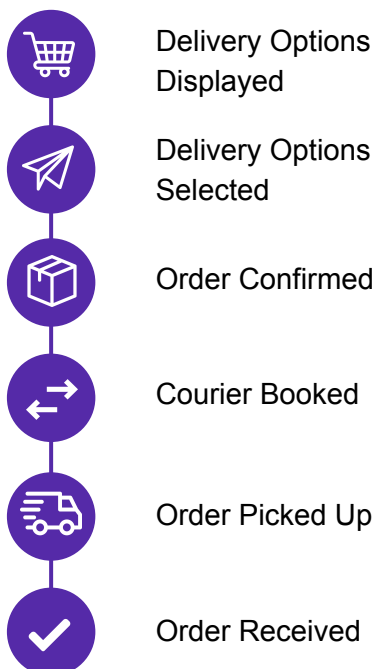 Delivery Options
Displayed
Delivery Options
Selected
Order Confirmed
Courier Booked
Order Picked Up
Order Received